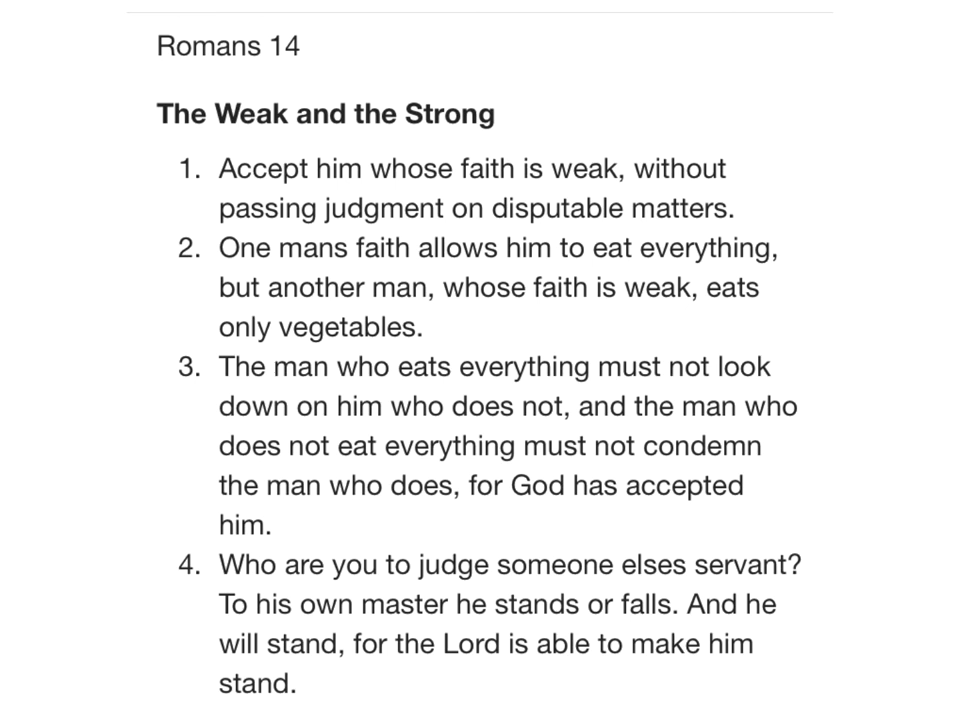 Romans 14
The Weak and the Strong
1. Accept him whose faith is weak, without
passing judgment on disputable matters.
2. One mans faith allows him to eat everything,
but another man, whose faith is weak, eats
only vegetables.
3. The man who eats everything must not look
down on him who does not, and the man who
does not eat everything must not condemn
the man who does, for God has accepted
him.
4. Who are you to judge someone elses servant?
To his own master he stands or falls. And he
will stand, for the Lord is able to make him
stand.